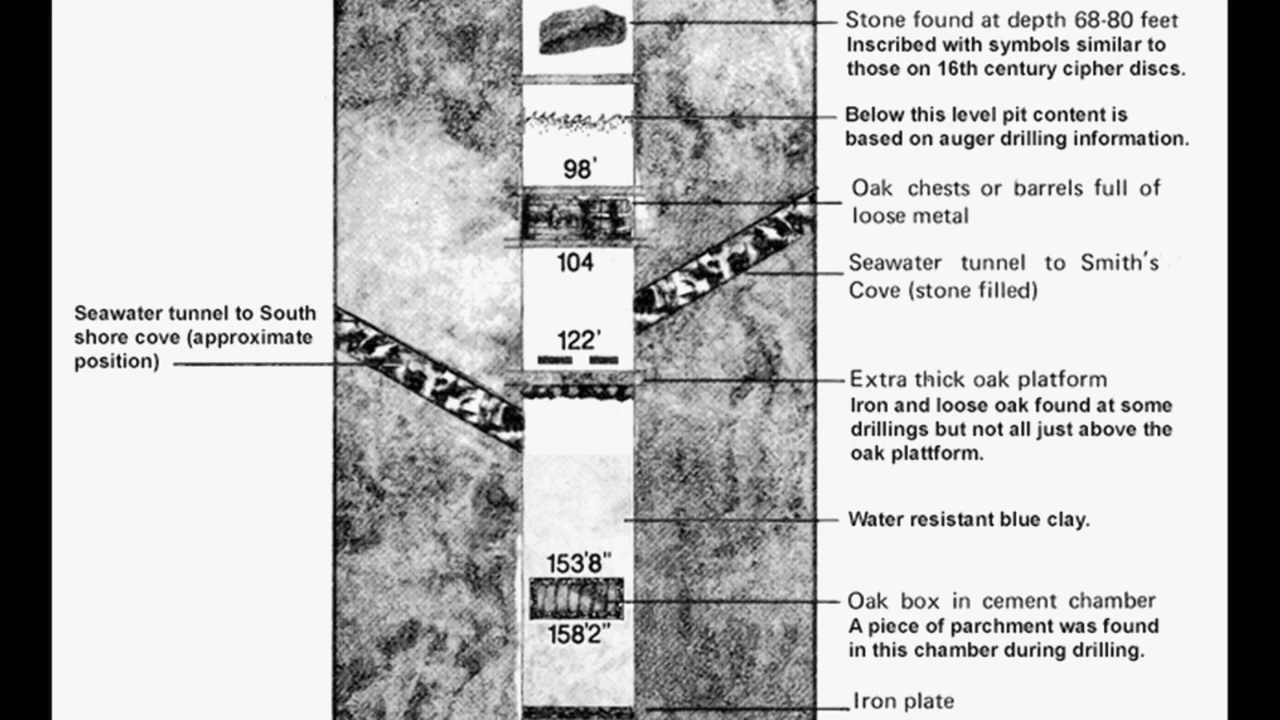 Stone found at depth 68-80 feet
Inscribed with symbols similar to
those on 16th century cipher discs.
Below this level pit content is
based on auger drilling information.
98'
Oak chests or barrels full of
loose metal
104
Seawater tunnel to Smith's
Cove (stone filled)
Seawater tunnel to South
shore cove (approximate
position)
122'
Extra thick oak platform
Iron and loose oak found at some
drillings but not all just above the
oak plattform.
Water resistant blue clay.
153'8"
Oak box in cement chamber
A piece of parchment was found
in this chamber during drilling.
158'2"
Iron plate